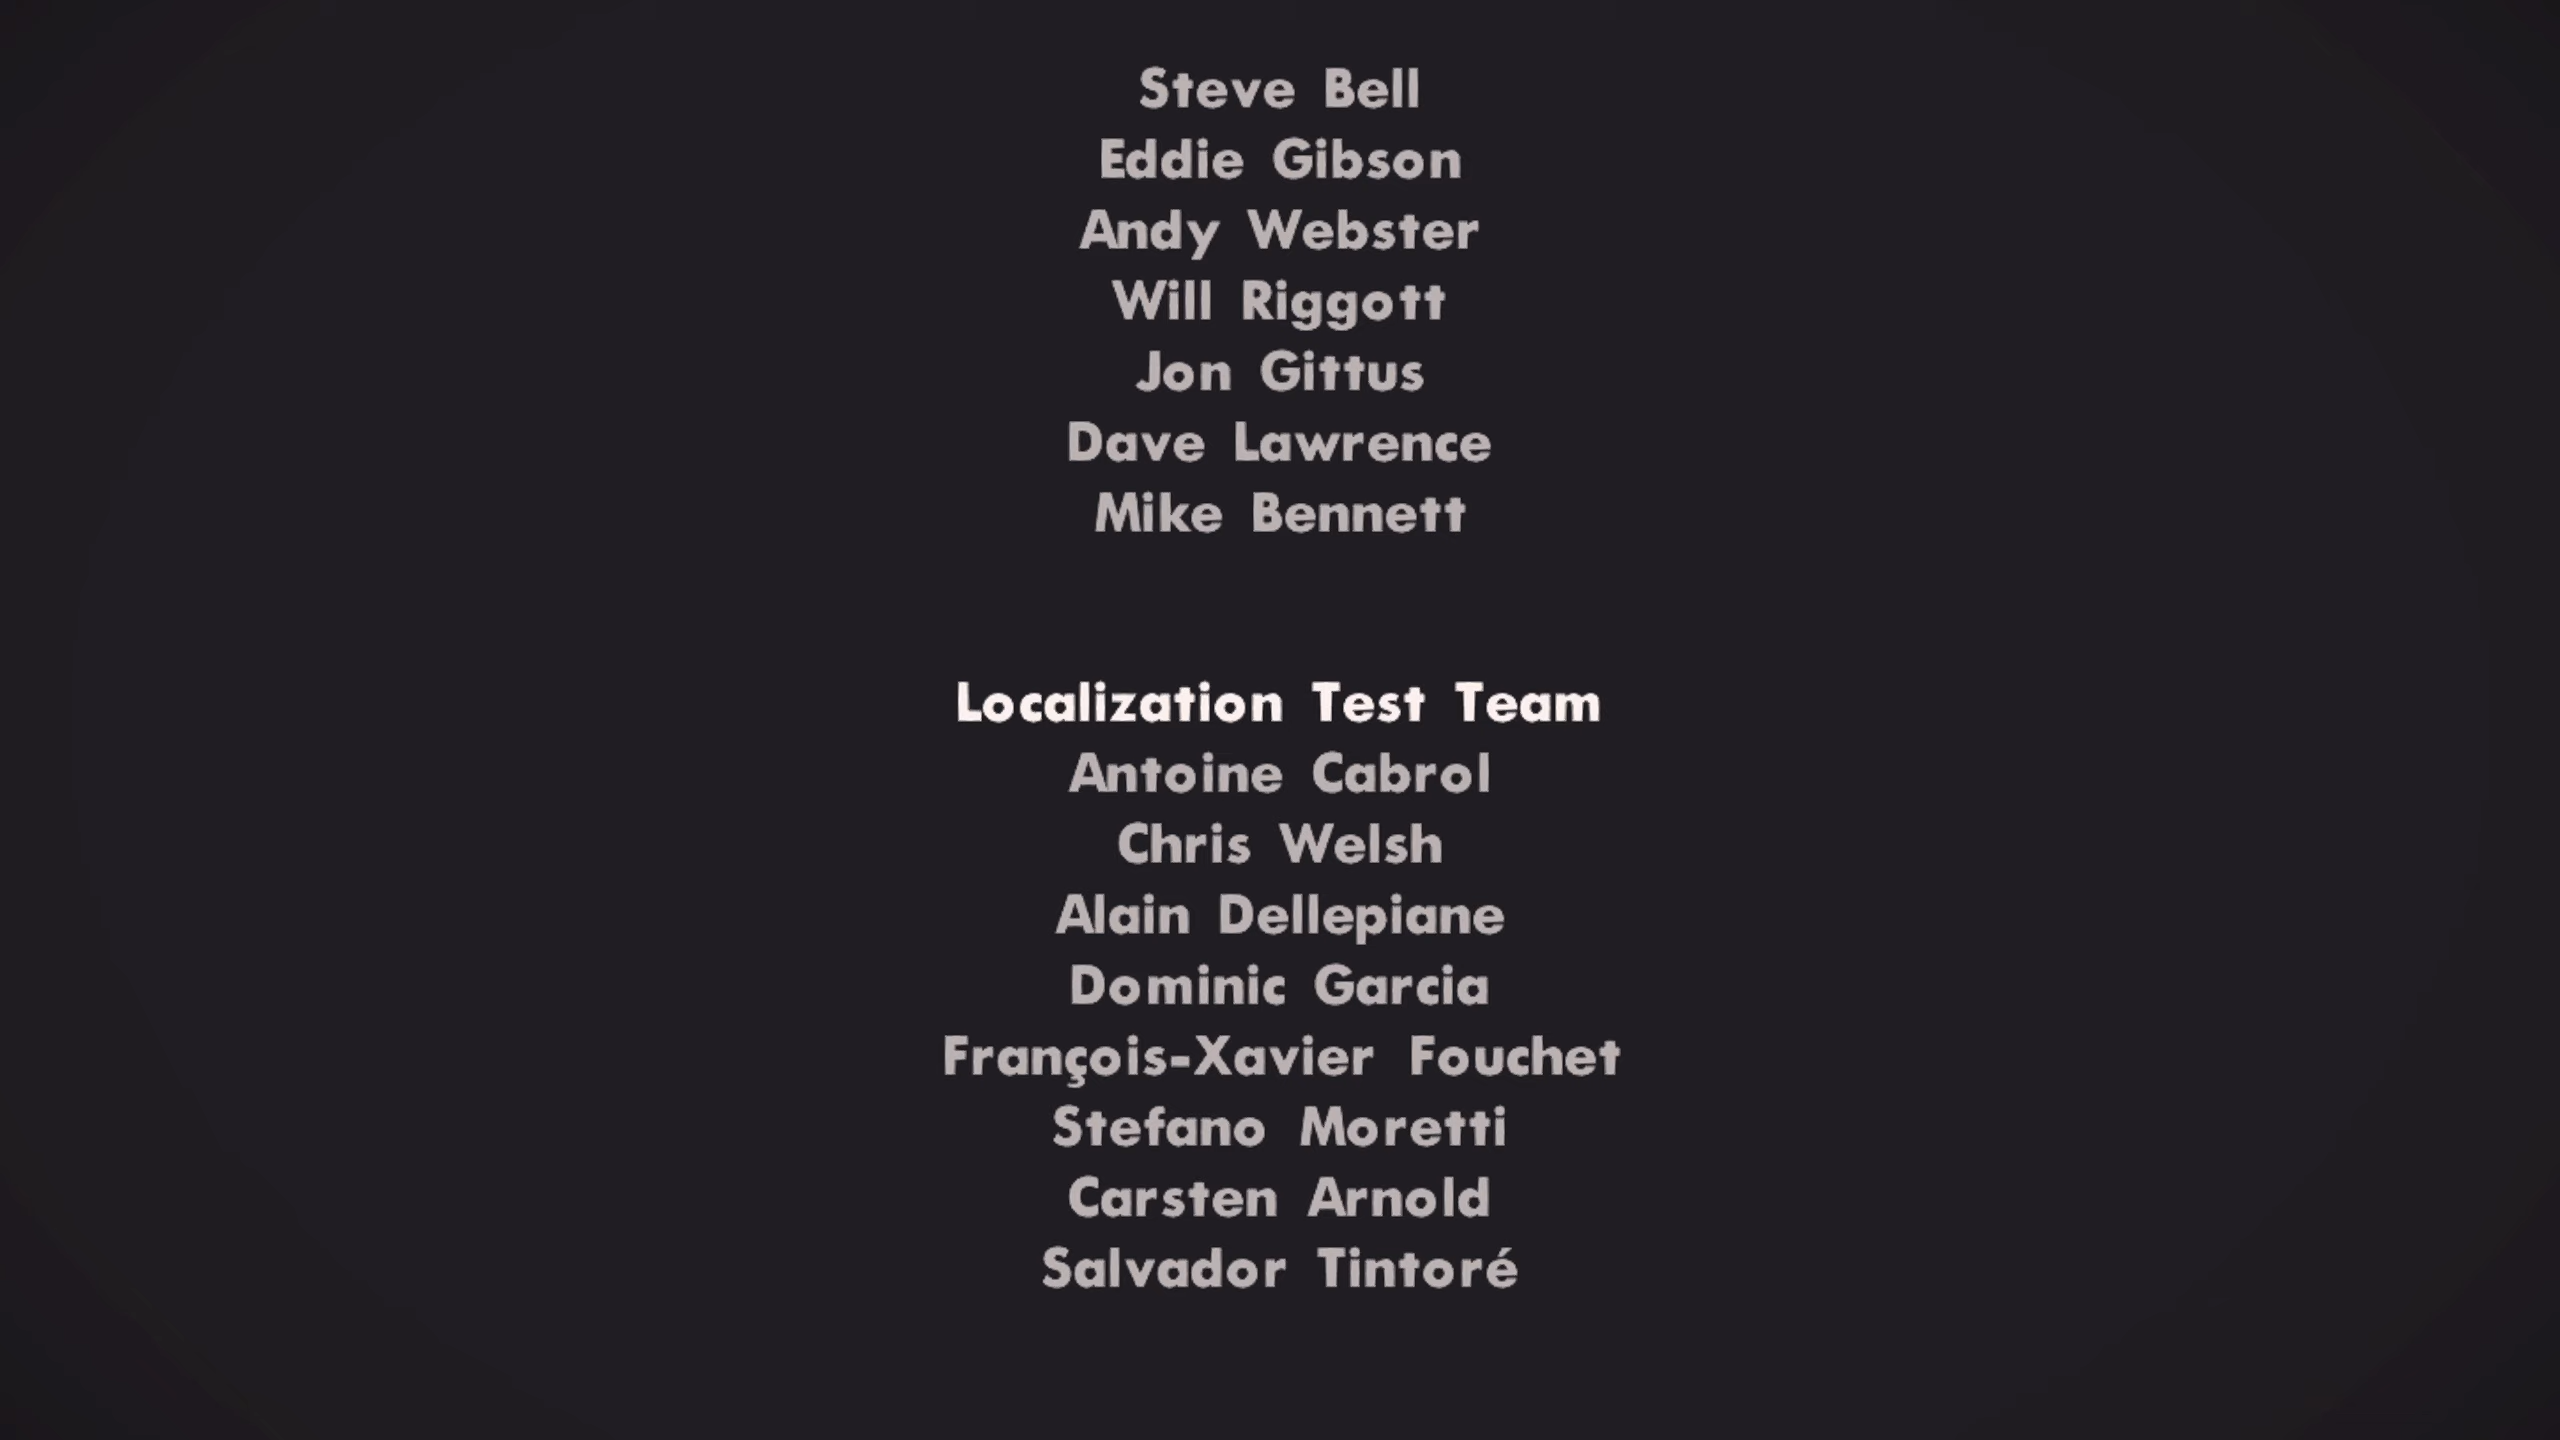 Steve Bell
Eddie Gibson
Andy Webster
Will Riggott
Jon Gittus
Dave Lawrence
Mike Bennett
Localization Test Team
Antoine Cabrol
Chris Welsh
Alain Dellepiane
Dominic Garcia
François-Xavier Fouchet
Stefano Moretti
Carsten Arnold
Salvador Tintoré